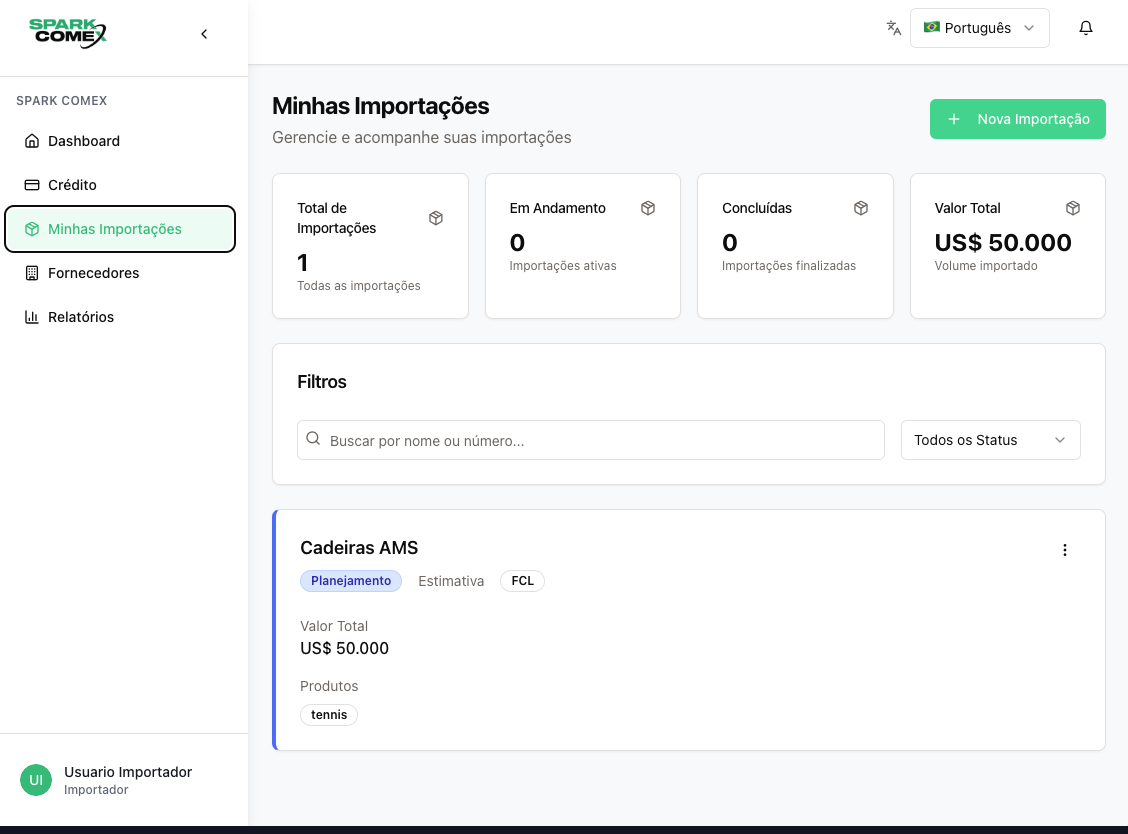 SPARK
COMEX
Português
SPARK COMEX
Dashboard
Crédito
Minhas Importações
Fornecedores
Relatórios
UI
Usuario Importador
Importador
Minhas Importações
Gerencie e acompanhe suas importações
Nova Importação
Total de
Importações
1
Todas as importações
Em Andamento
0
Importações ativas
Concluídas
0
Importações finalizadas
Valor Total
US$ 50.000
Volume importado
Filtros
Buscar por nome ou número...
Todos os Status
Cadeiras AMS
Planejamento Estimativa FCL
Valor Total
US$ 50.000
Produtos
tennis